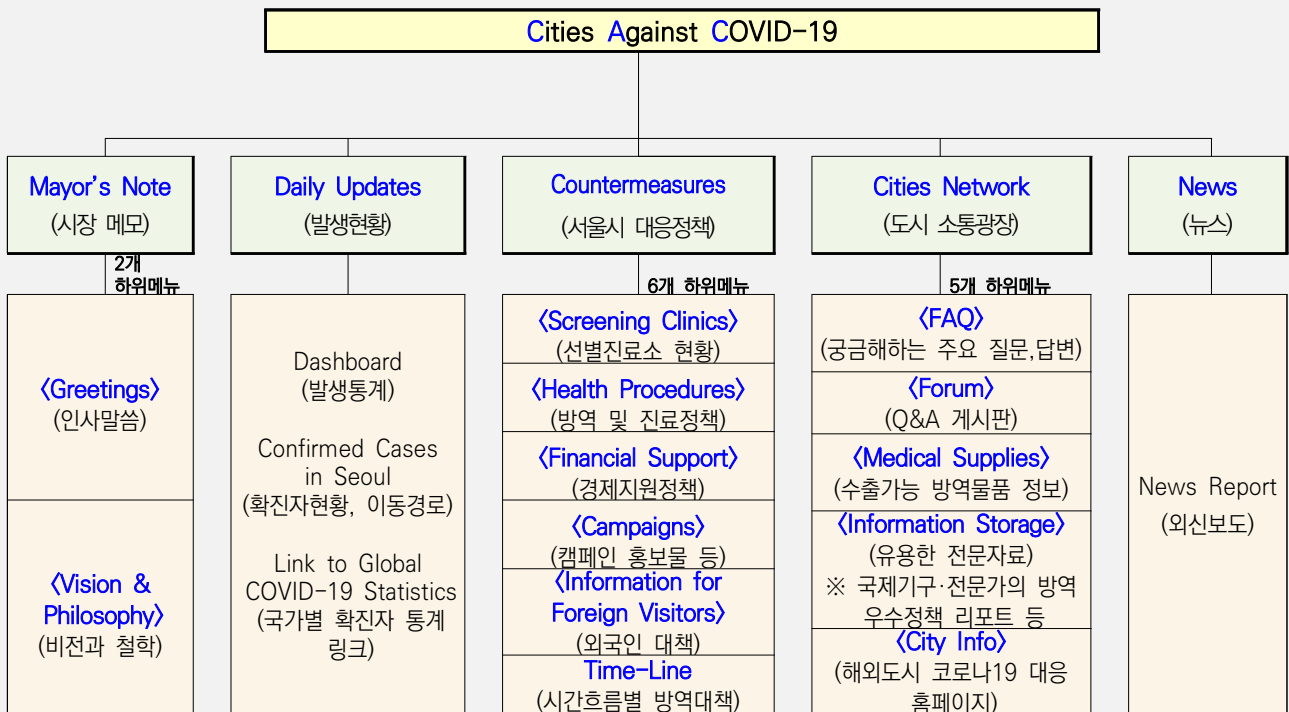 Cities Against COVID-19
Mayor's Note
(시장 메모)
2개
하위메뉴
〈Greetings〉
(인사말씀)
〈Vision &
Philosophy〉
(비전과 철학)
Daily Updates
(발생현황)
Dashboard
(발생통계)
Confirmed Cases
in Seoul
(확진자현황, 이동경로)
Link to Global
COVID-19 Statistics
(국가별 확진자 통계
링크)
Countermeasures
(서울시 대응정책)
6개 하위메뉴
〈Screening Clinics〉
(선별진료소 현황)
〈Health Procedures〉
(방역 및 진료정책)
〈Financial Support〉
(경제지원정책)
〈Campaigns〉
(캠페인 홍보물 등)
〈Information for
Foreign Visitors〉
(외국인 대책)
Time-Line
(시간흐름별 방역대책)
Cities Network
(도시 소통광장)
5개 하위메뉴
〈FAQ〉
(궁금해하는 주요 질문,답변)
〈Forum〉
(Q&A 게시판)
〈Medical Supplies〉
(수출가능 방역물품 정보)
〈Information Storage〉
(유용한 전문자료)
※ 국제기구·전문가의 방역
우수정책 리포트 등
〈City Info〉
(해외도시 코로나19 대응
홈페이지)
News
(뉴스)
News Report
(외신보도)